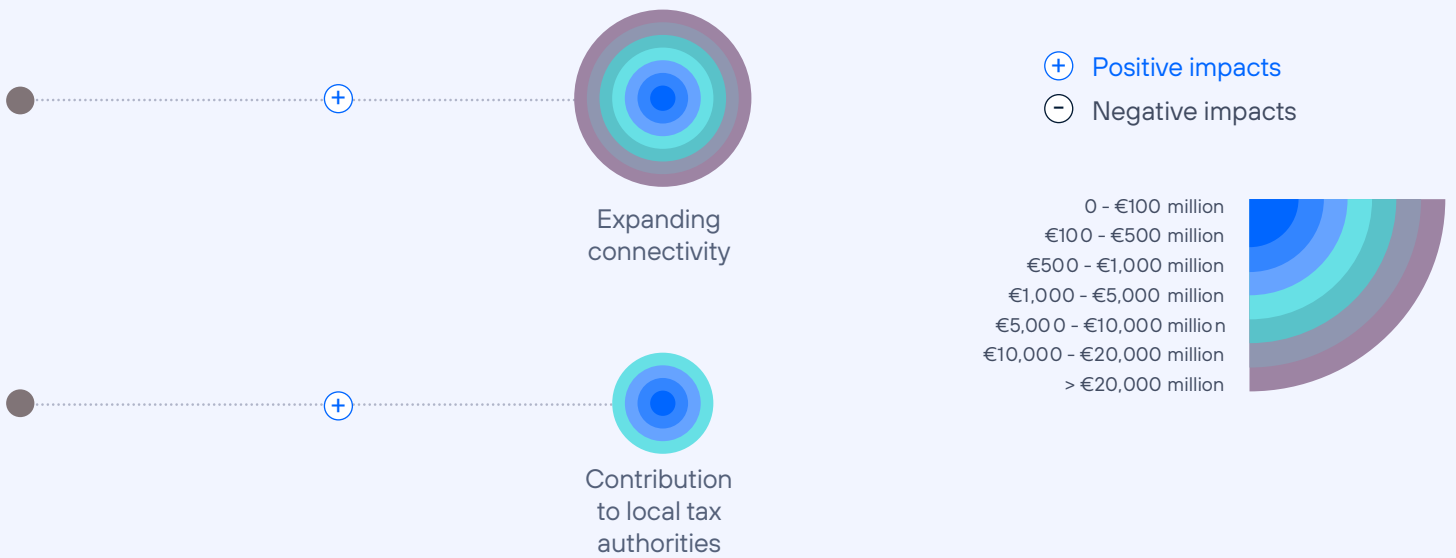 Expanding
connectivity
Contribution
to local tax
authorities
+ Positive impacts
- Negative impacts
0 - €100 million
€100 - €500 million
€500 - €1,000 million
€1,000 - €5,000 million
€5,000 - €10,000 million
€10,000 - €20,000 million
> €20,000 million